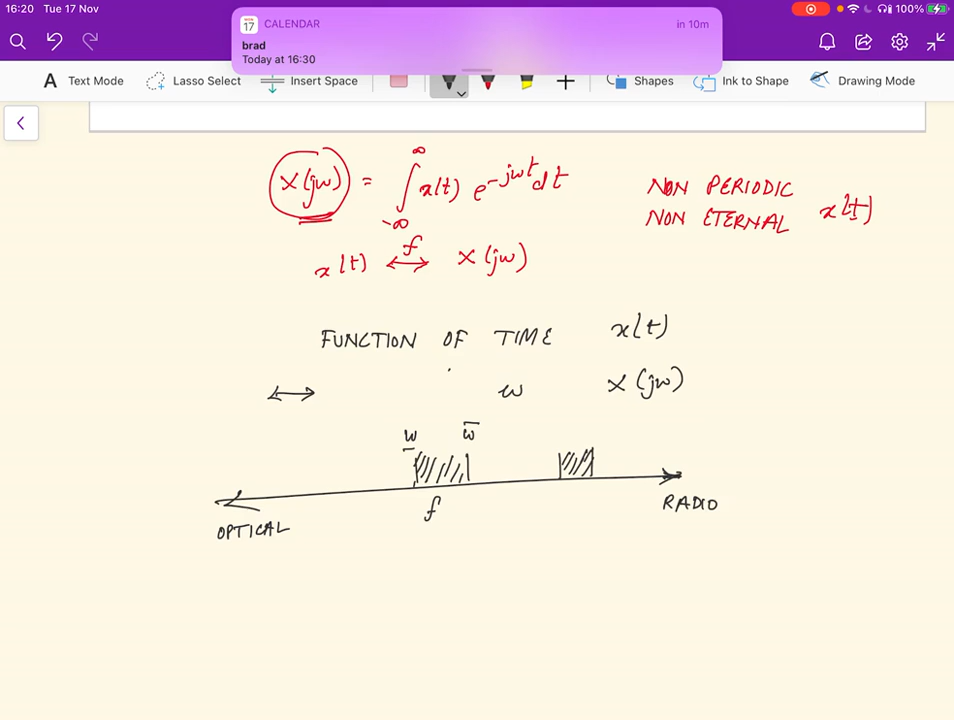 16:20 Tue 17 Nov
100%
NOV
17
CALENDAR
in 10m
brad
Today at 16:30
A Text Mode
Lasso Select
Insert Space
Shapes
Ink to Shape
Drawing Mode
X(jω) = ∫_{-∞}^{∞} x(t) e^{-jωt} dt
NON PERIODIC
NON ETERNAL x(t)
x(t) ↔ X(jω)
f
FUNCTION OF TIME x(t)
↔ ω X(jω)
ω ω
f
OPTICAL
RADIO